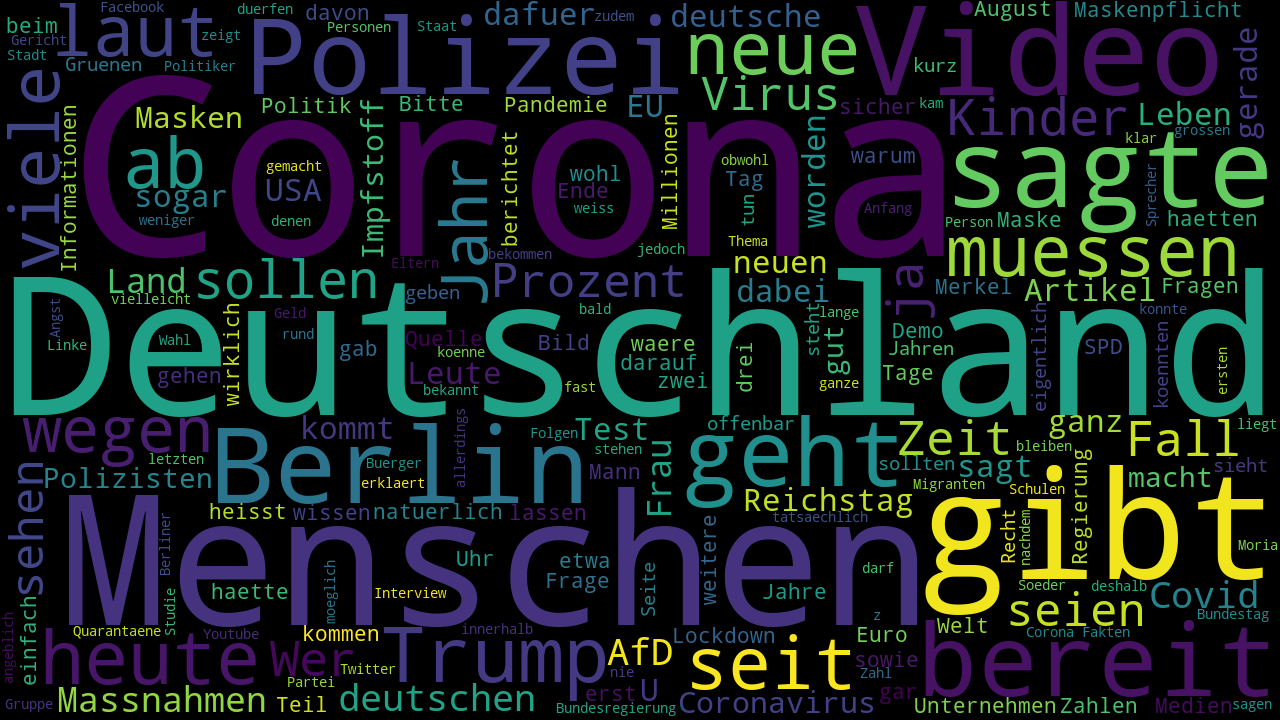 Facebook duerfen davon dafuer zudem deutsche August Maskenpflicht
beim laut Personen Staat
Gericht zeigt Polizei neue Video
Stadt Gruenen Politiker kurz gerade
viele Masken Politik Bitte Pandemie EU Virus sicher kam Kinder Leben
klar grossen
Informationen ab Corona Impfstoff Jahr berichtet Millionen worden warum sagte
gemacht wohl obwohl
sogar USA Ende Tag tun Anfang Sprecher
weniger denen weiss Person Maske haetten
Eltern bekommen jedoch Thema muessen
Land sollen Prozent neuen ja
vielleicht geben dabei Merkel Artikel Fragen
Deutschland
Angst wirklich Geld rund bald steht lange konnte
Linke Wahl gab Quelle Bild waere gut Demo eigentlich SPD koennten ersten
koenne darauf drei Jahren
gehen Leute zwei ganze Tage
bekannt fast
wegen kommt allerdings Folgen Test offenbar Zeit ganz Fall liegt
letzten Berlin stehen Frau geht bleiben
sehen Polizisten Buerger Mann sollten sagt Regierung macht sieht
erklaert Migranten Schulen
Menschen gibt
heisst wissen natuerlich lassen Reichstag tatsaechlich Recht nachdem
Berliner Uhr etwa weitere Moria
Frage darf
Studie haette moeglich Interview Seite Jahre Soeder deshalb Covid
z seien Bundestag
angeblich einfach Quarantaene Youtube kommen innerhalb Lockdown Euro Welt Corona Fakten
heute Wer Twitter Trump AfD seit sowie bereit
nie Zahl
Partei erst U gar
Gruppe Massnahmen Teil deutschen Bundesregierung Coronavirus Unternehmen Zahlen Medien sagen